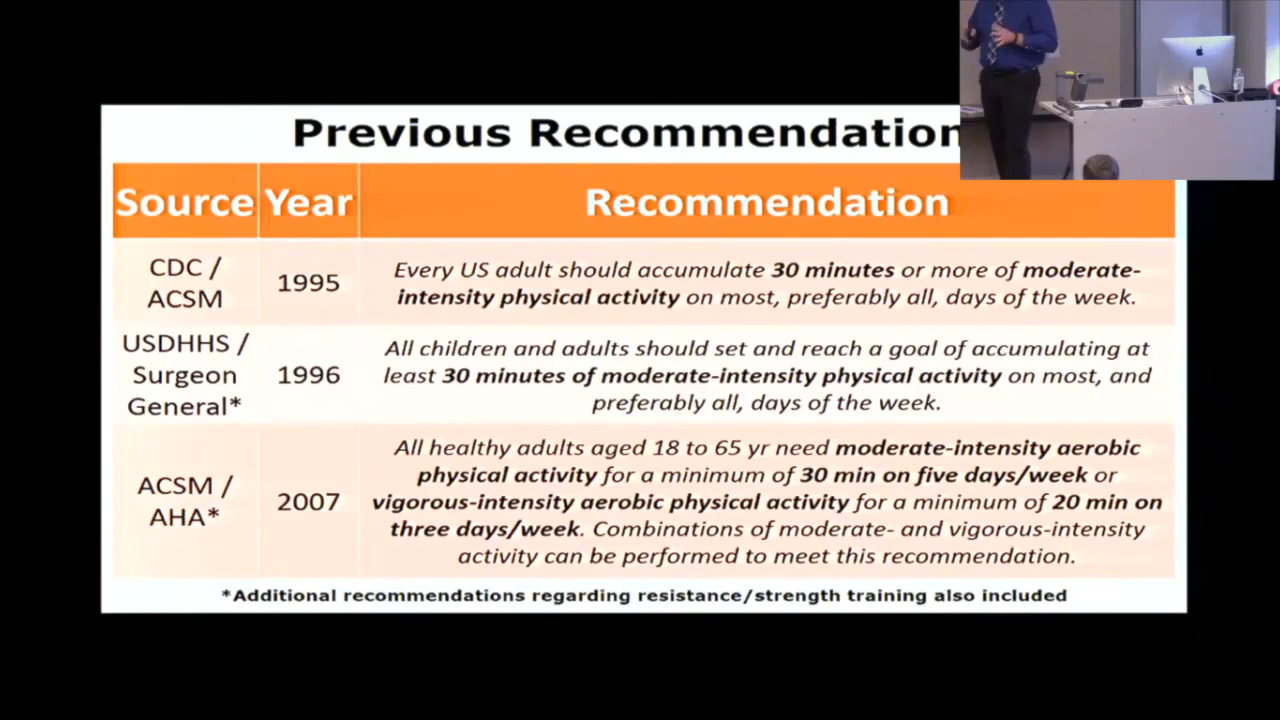 Previous Recommendation
Source Year Recommendation
CDC /
ACSM
1995
Every US adult should accumulate 30 minutes or more of moderate-
intensity physical activity on most, preferably all, days of the week.
USDHHS /
Surgeon
General*
1996
All children and adults should set and reach a goal of accumulating at
least 30 minutes of moderate-intensity physical activity on most, and
preferably all, days of the week.
ACSM /
AHA*
2007
All healthy adults aged 18 to 65 yr need moderate-intensity aerobic
physical activity for a minimum of 30 min on five days/week or
vigorous-intensity aerobic physical activity for a minimum of 20 min on
three days/week. Combinations of moderate- and vigorous-intensity
activity can be performed to meet this recommendation.
*Additional recommendations regarding resistance/strength training also included